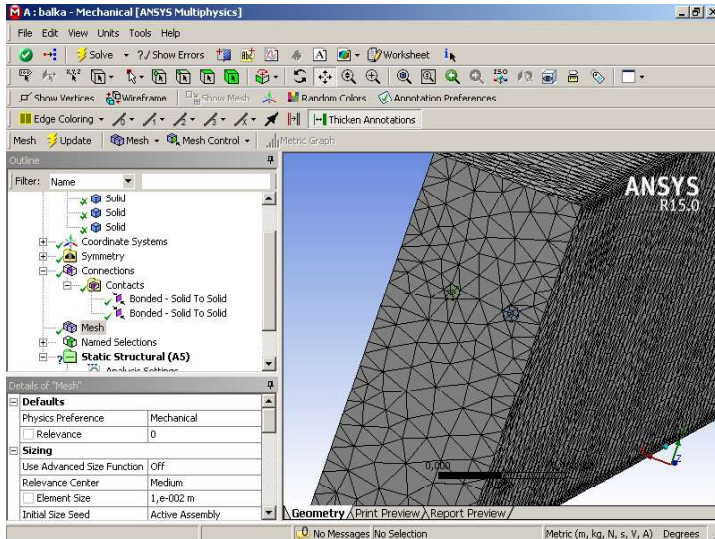 A : balka - Mechanical [ANSYS Multiphysics]
File Edit View Units Tools Help
Solve ?/ Show Errors Worksheet
Show Vertices Wireframe Show Mesh Random Colors Annotation Preferences
Edge Coloring Thicken Annotations
Mesh Update Mesh Mesh Control Metric Graph
Outline
Filter: Name
Solid
Solid
Solid
Coordinate Systems
Symmetry
Connections
Contacts
Bonded - Solid To Solid
Bonded - Solid To Solid
Mesh
Named Selections
Static Structural (A5)
Analysis Settings
ANSYS
R15.0
Details of "Mesh"
Defaults
Physics Preference Mechanical
Relevance 0
Sizing
Use Advanced Size Function Off
Relevance Center Medium
Element Size 1,e-002 m
Initial Size Seed Active Assembly
0,000
Z
Geometry Print Preview Report Preview
No Messages No Selection Metric (m, kg, N, s, V, A) Degrees